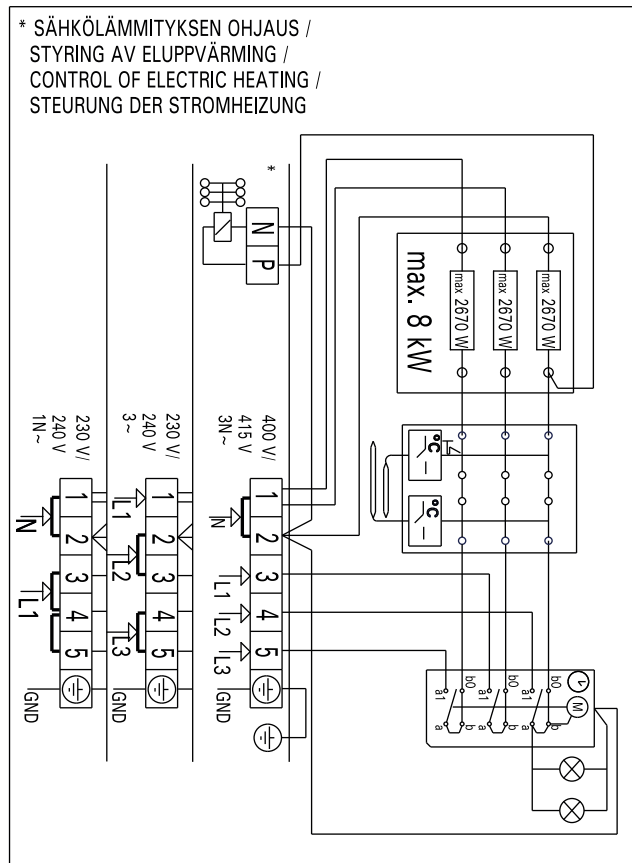 * SÄHKÖLÄMMITYKSEN OHJAUS /
STYRING AV ELUPPVÄRMING /
CONTROL OF ELECTRIC HEATING /
STEURUNG DER STROMHEIZUNG
*
N
P
max. 8 kW
max 2670 W
max 2670 W
max 2670 W
°C
°C
230 V/
240 V
1N~
1
2
3
4
5
N
L1
GND
230 V/
240 V
3~
1
2
3
4
5
L1
L2
L3
GND
400 V/
415 V
3N~
1
2
3
4
5
N
L1
L2
L3
GND
M
b0
a1
b
a
b0
a1
b
a
b0
a1
b
a